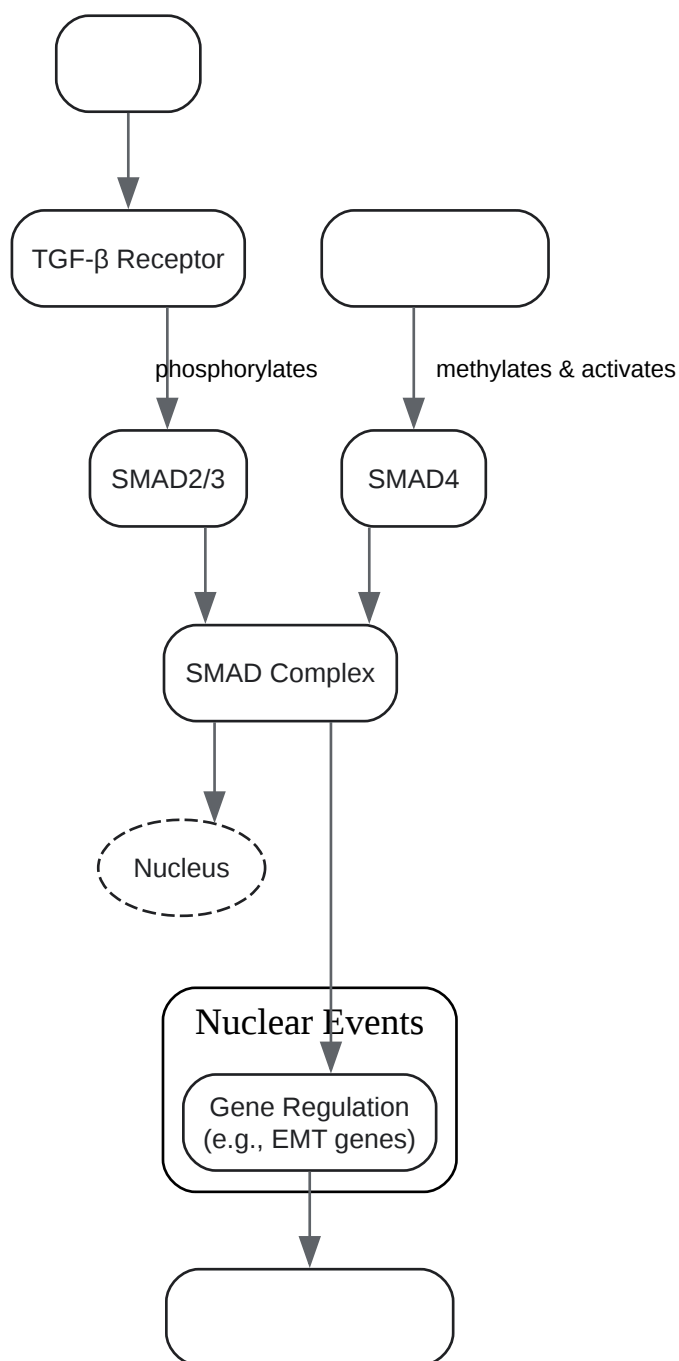 TGF-β Receptor
phosphorylates
methylates & activates
SMAD2/3
SMAD4
SMAD Complex
Nucleus
Nuclear Events
Gene Regulation
(e.g., EMT genes)